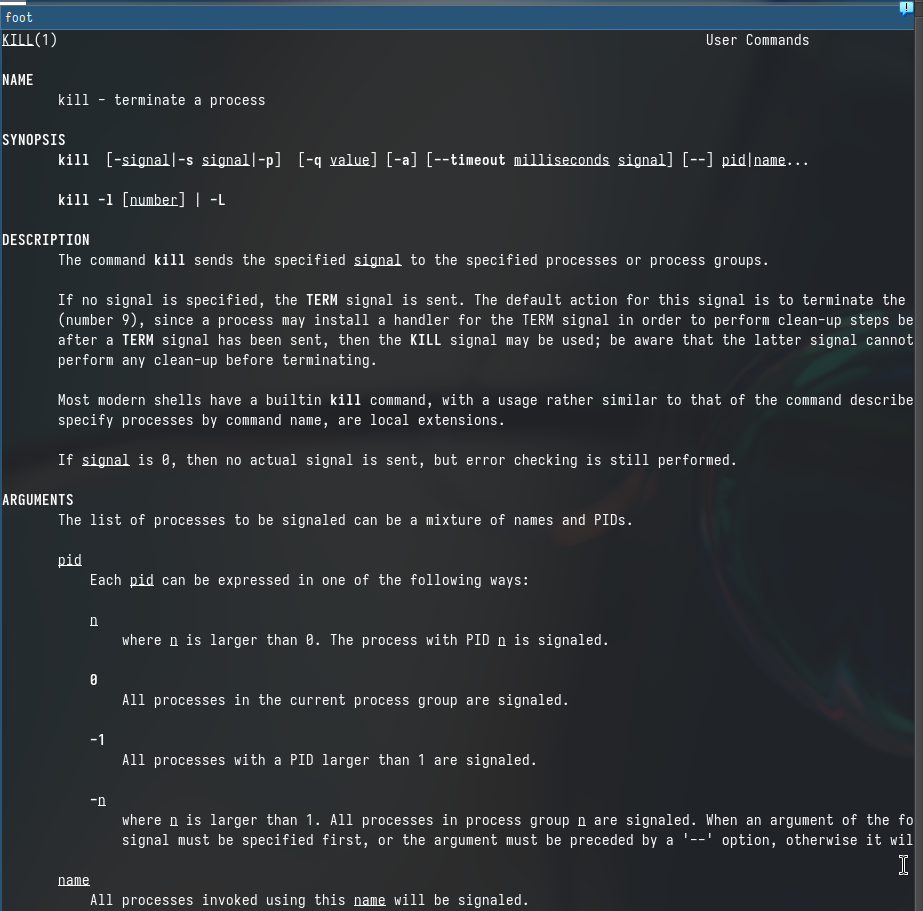 foot
KILL(1) User Commands
NAME
kill - terminate a process
SYNOPSIS
kill [-signal|-s signal|-p] [-q value] [-a] [--timeout milliseconds signal] [--] pid|name...
kill -l [number] | -L
DESCRIPTION
The command kill sends the specified signal to the specified processes or process groups.
If no signal is specified, the TERM signal is sent. The default action for this signal is to terminate the
(number 9), since a process may install a handler for the TERM signal in order to perform clean-up steps be
after a TERM signal has been sent, then the KILL signal may be used; be aware that the latter signal cannot
perform any clean-up before terminating.
Most modern shells have a builtin kill command, with a usage rather similar to that of the command describe
specify processes by command name, are local extensions.
If signal is 0, then no actual signal is sent, but error checking is still performed.
ARGUMENTS
The list of processes to be signaled can be a mixture of names and PIDs.
pid
Each pid can be expressed in one of the following ways:
n
where n is larger than 0. The process with PID n is signaled.
0
All processes in the current process group are signaled.
-1
All processes with a PID larger than 1 are signaled.
-n
where n is larger than 1. All processes in process group n are signaled. When an argument of the fo
signal must be specified first, or the argument must be preceded by a '--' option, otherwise it wil
name
All processes invoked using this name will be signaled.